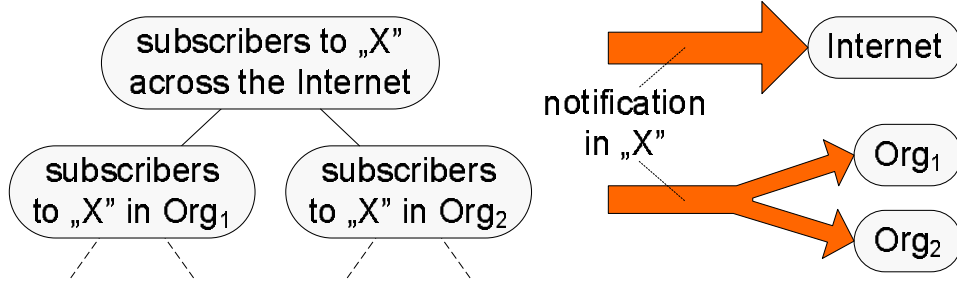 subscribers to „X”
across the Internet
subscribers
to „X” in Org₁
subscribers
to „X” in Org₂
Internet
notification
in „X”
Org₁
Org₂